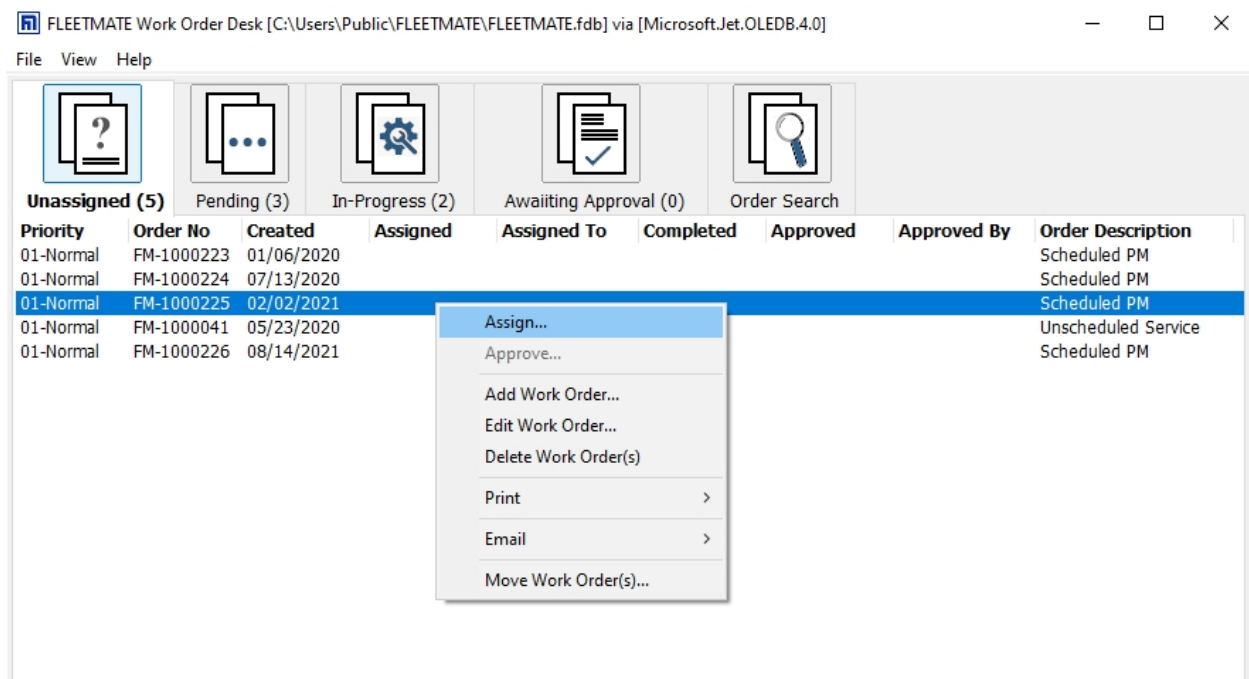 FLEETMATE Work Order Desk [C:\Users\Public\FLEETMATE\FLEETMATE.fdb] via [Microsoft.Jet.OLEDB.4.0]
File View Help
?
Unassigned (5) Pending (3) In-Progress (2) Awaiiting Approval (0) Order Search
Priority Order No Created Assigned Assigned To Completed Approved Approved By Order Description
01-Normal FM-1000223 01/06/2020 Scheduled PM
01-Normal FM-1000224 07/13/2020 Scheduled PM
01-Normal FM-1000225 02/02/2021 Scheduled PM
01-Normal FM-1000041 05/23/2020 Unscheduled Service
01-Normal FM-1000226 08/14/2021 Scheduled PM
Assign...
Approve...
Add Work Order...
Edit Work Order...
Delete Work Order(s)
Print
Email
Move Work Order(s)...